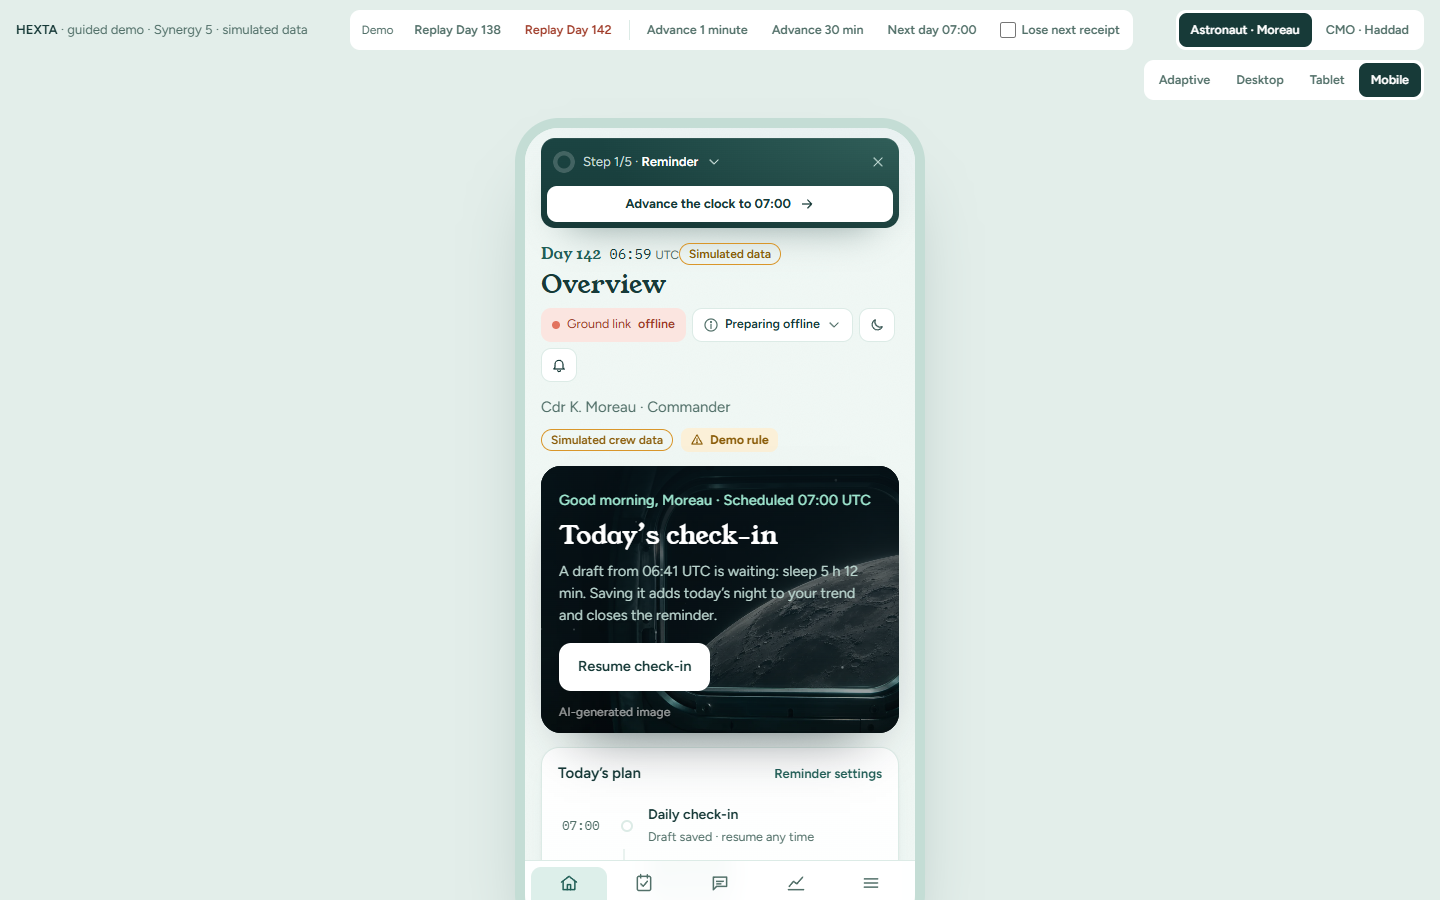 HEXTA · guided demo · Synergy 5 · simulated data
Demo Replay Day 138 Replay Day 142 Advance 1 minute Advance 30 min Next day 07:00 Lose next receipt
Astronaut · Moreau CMO · Haddad
Adaptive Desktop Tablet Mobile
Step 1/5 · Reminder
Advance the clock to 07:00 →
Day 142 06:59 UTC Simulated data
Overview
Ground link offline Preparing offline
Cdr K. Moreau · Commander
Simulated crew data Demo rule
Good morning, Moreau · Scheduled 07:00 UTC
Today’s check-in
A draft from 06:41 UTC is waiting: sleep 5 h 12
min. Saving it adds today’s night to your trend
and closes the reminder.
Resume check-in
AI-generated image
Today’s plan Reminder settings
Daily check-in
07:00
Draft saved · resume any time